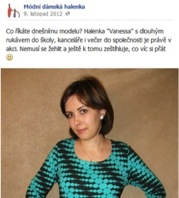 Módní dámská halenka
9. listopad 2012
Co říkáte dnešnímu modelu? Halenka "Vanessa" s dlouhým
rukávem do školy, kanceláře i večer do společnosti je právě v
akci. Nemusí se žehlit a ještě k tomu zeštíhluje, co víc si přát